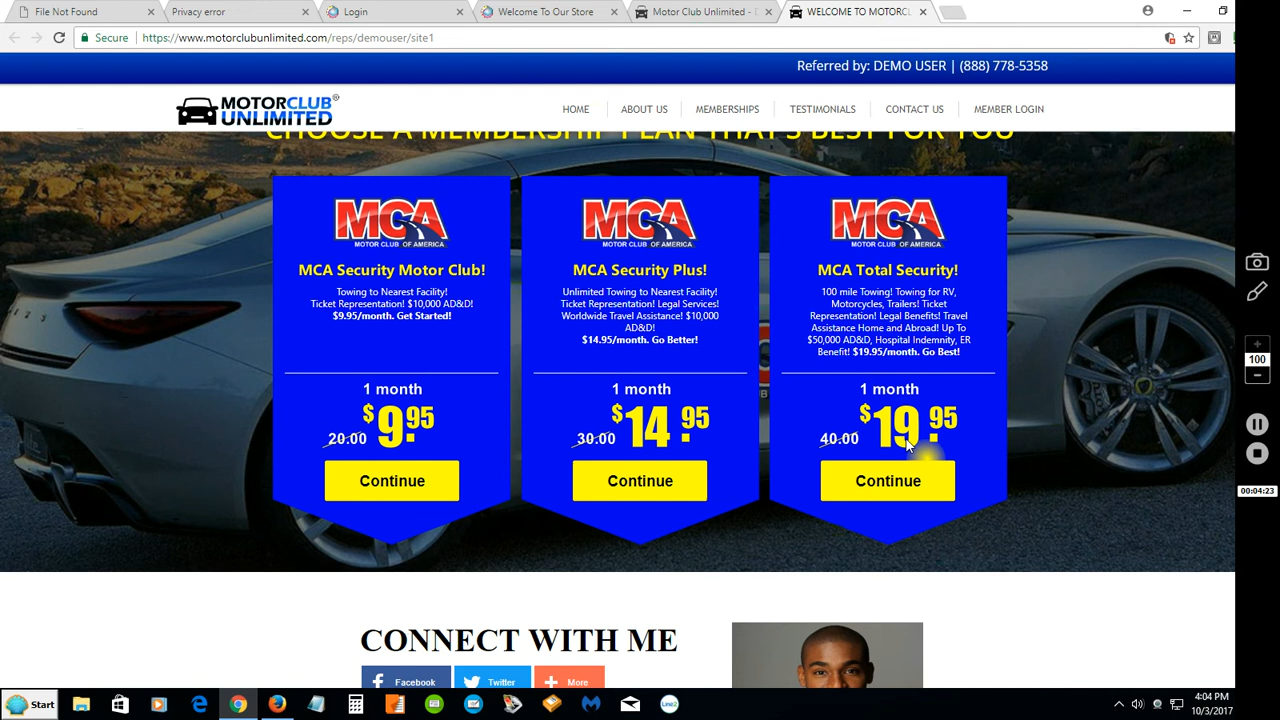 File Not Found
Privacy error
Login
Welcome To Our Store
Motor Club Unlimited -
WELCOME TO MOTORCL
Secure
https://www.motorclubunlimited.com/reps/demouser/site1
Referred by: DEMO USER | (888) 778-5358
MOTORCLUB
UNLIMITED
HOME
ABOUT US
MEMBERSHIPS
TESTIMONIALS
CONTACT US
MEMBER LOGIN
CHOOSE A MEMBERSHIP PLAN THAT'S BEST FOR YOU
MCA
MOTOR CLUB OF AMERICA
MCA Security Motor Club!
Towing to Nearest Facility!
Ticket Representation! $10,000 AD&D!
$9.95/month. Get Started!
1 month
20.00 $9.95
Continue
MCA
MOTOR CLUB OF AMERICA
MCA Security Plus!
Unlimited Towing to Nearest Facility!
Ticket Representation! Legal Services!
Worldwide Travel Assistance! $10,000
AD&D!
$14.95/month. Go Better!
1 month
30.00 $14.95
Continue
MCA
MOTOR CLUB OF AMERICA
MCA Total Security!
100 mile Towing! Towing for RV,
Motorcycles, Trailers! Ticket
Representation! Legal Benefits! Travel
Assistance Home and Abroad! Up To
$50,000 AD&D, Hospital Indemnity, ER
Benefit! $19.95/month. Go Best!
1 month
40.00 $19.95
Continue
CONNECT WITH ME
Facebook
Twitter
More
100
00:04:23
Start
Line2
4:04 PM
10/3/2017